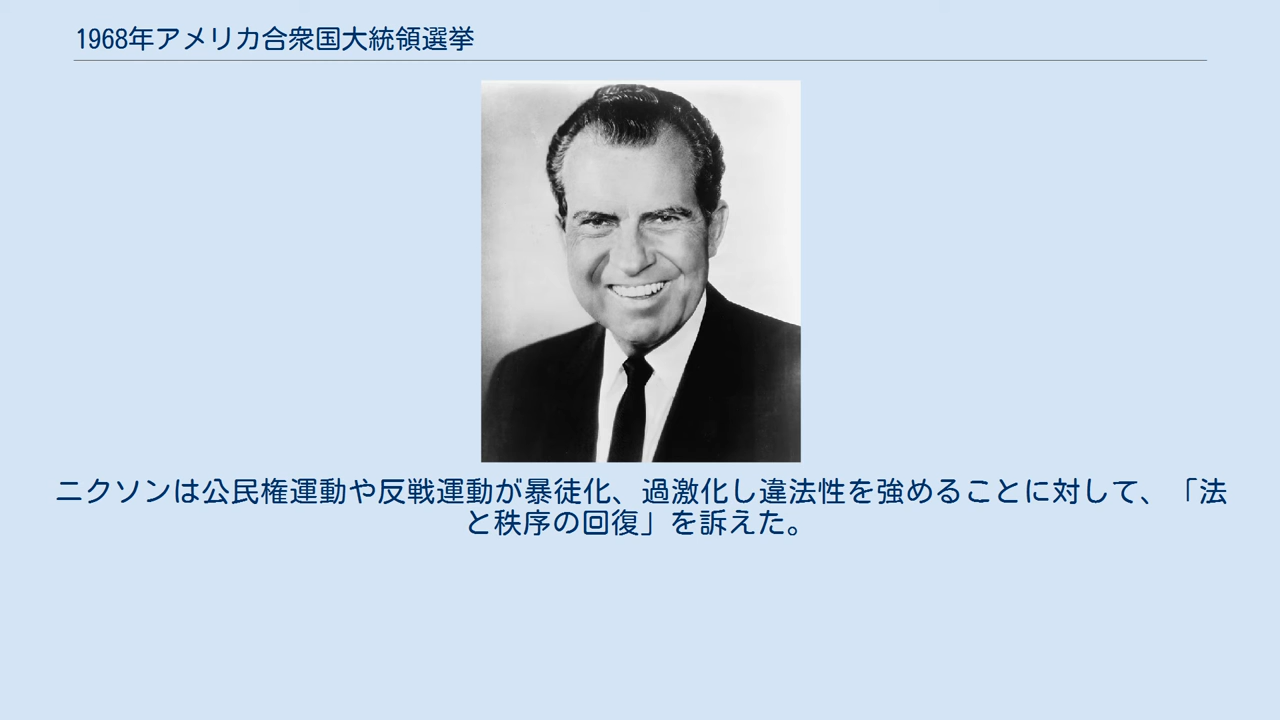 1968年アメリカ合衆国大統領選挙
ニクソンは公民権運動や反戦運動が暴徒化、過激化し違法性を強めることに対して、「法
と秩序の回復」を訴えた。